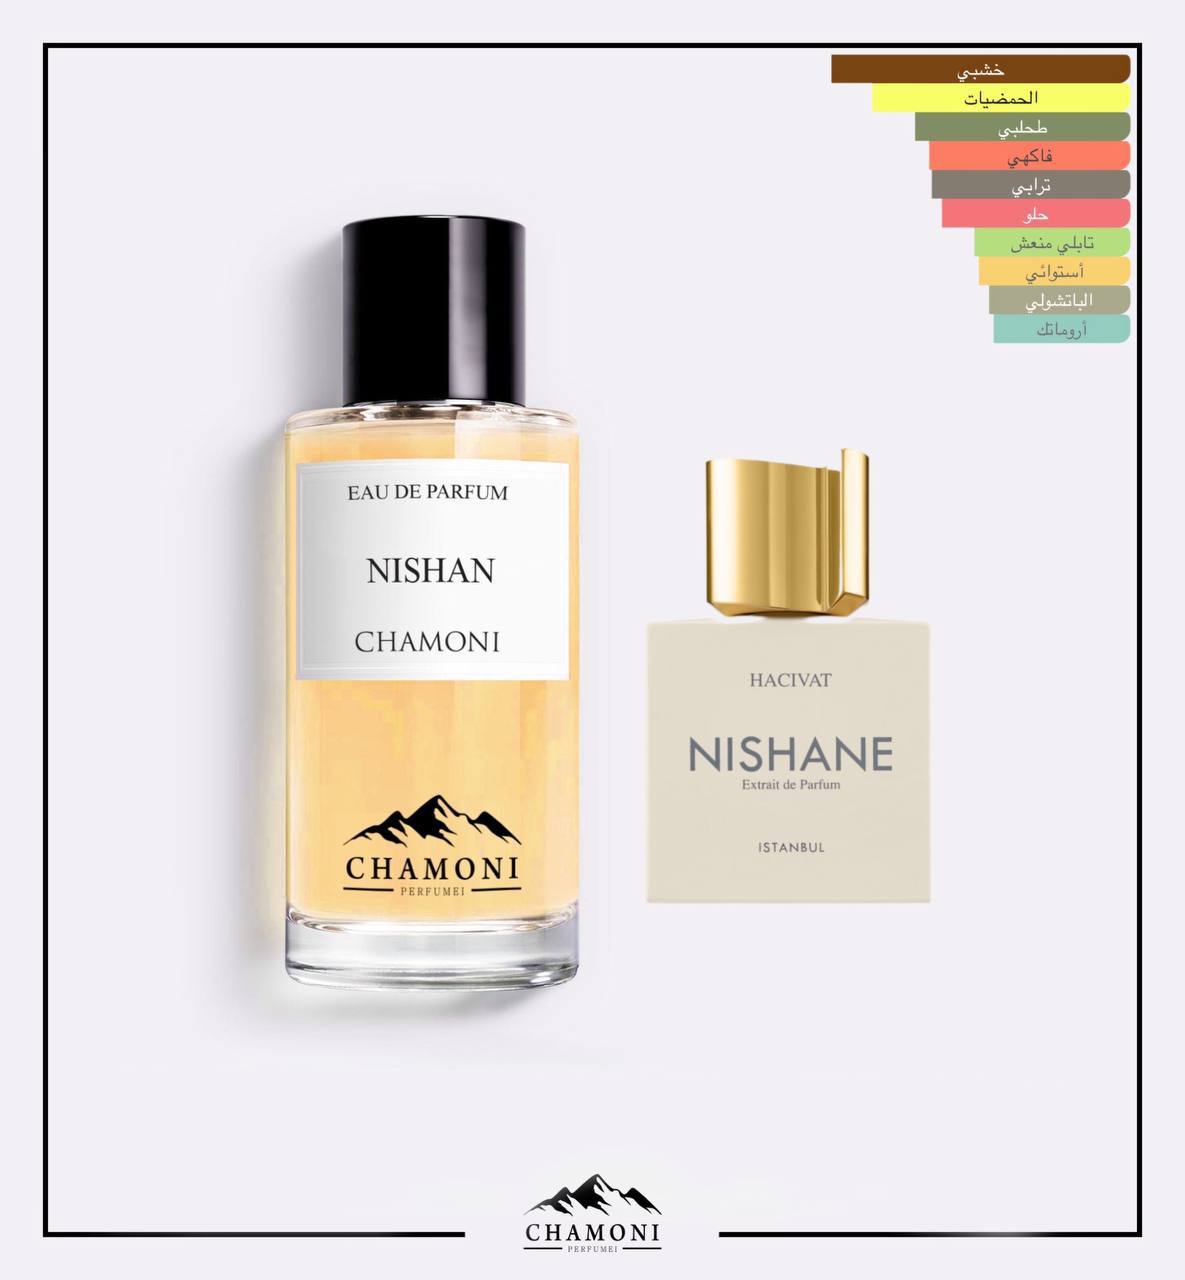 خشبي
الحمضيات
طحلبي
فاكهي
ترابي
حلو
تابلي منعش
أستوائي
الباتشولي
أروماتك
EAU DE PARFUM
NISHAN
CHAMONI
CHAMONI
PERFUMEI
HACIVAT
NISHANE
Extrait de Parfum
ISTANBUL
CHAMONI
PERFUMEI